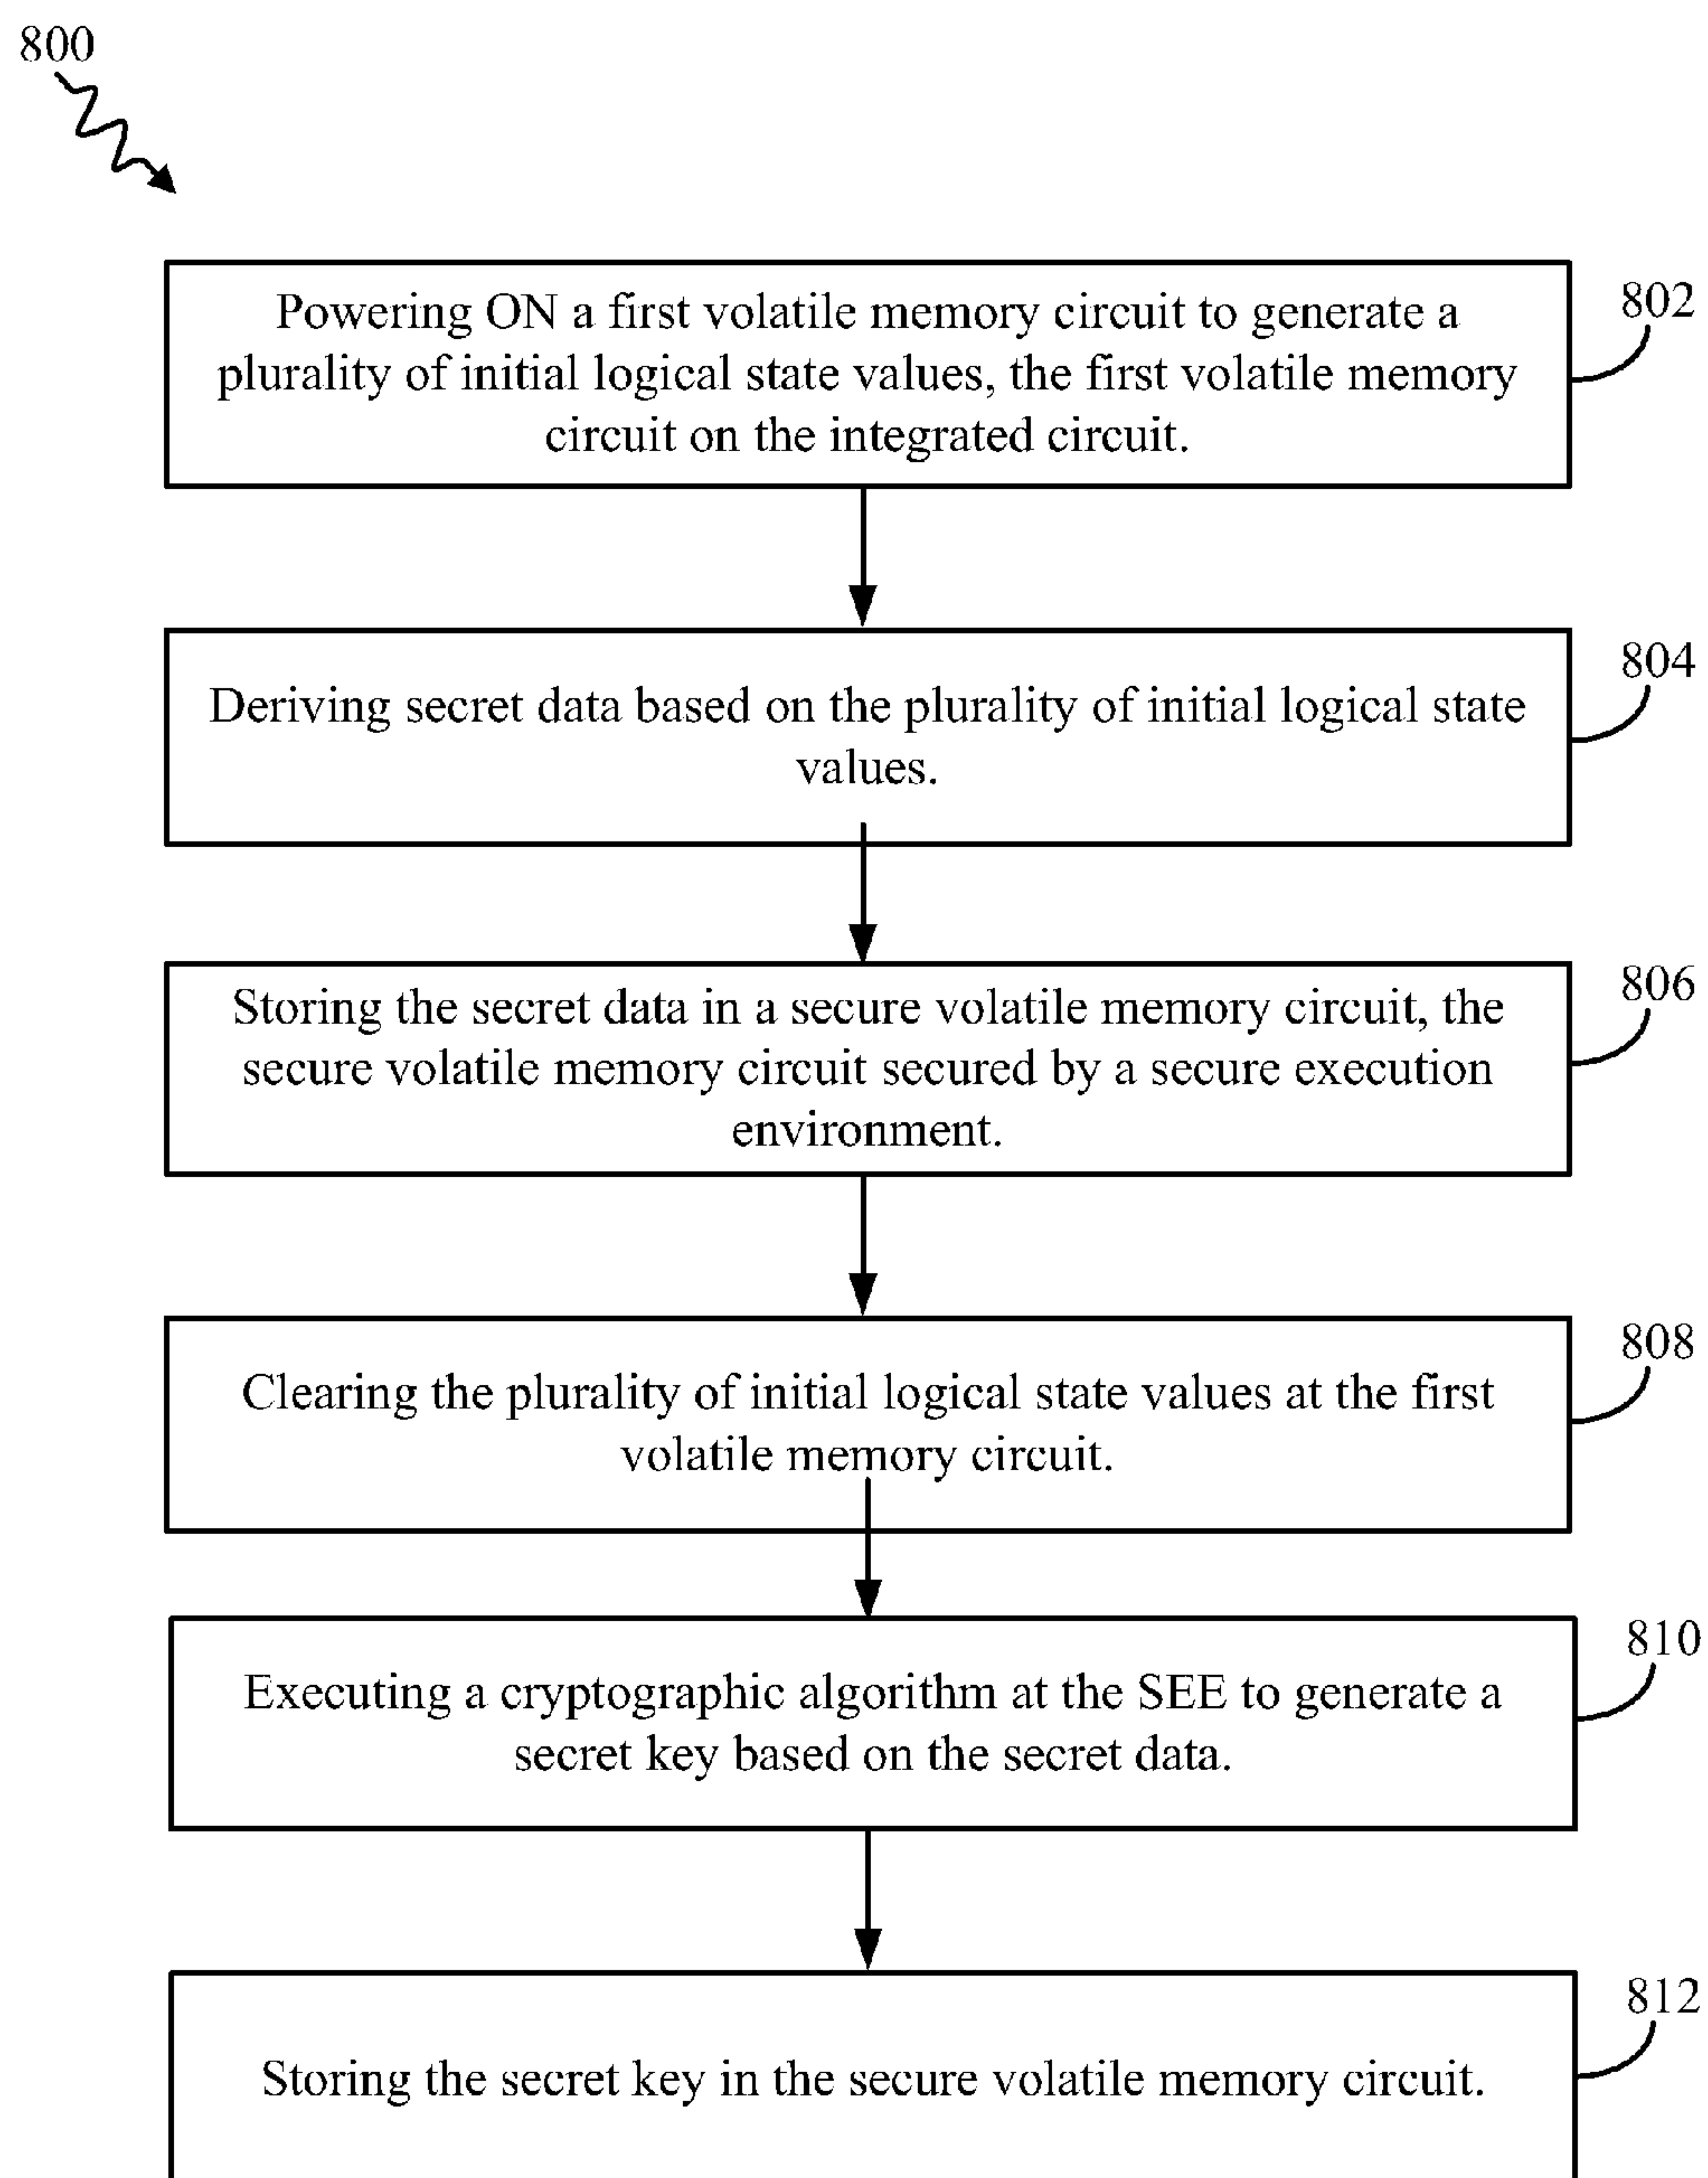 800
Powering ON a first volatile memory circuit to generate a
plurality of initial logical state values, the first volatile memory
circuit on the integrated circuit.
802
Deriving secret data based on the plurality of initial logical state
values.
804
Storing the secret data in a secure volatile memory circuit, the
secure volatile memory circuit secured by a secure execution
environment.
806
Clearing the plurality of initial logical state values at the first
volatile memory circuit.
808
Executing a cryptographic algorithm at the SEE to generate a
secret key based on the secret data.
810
Storing the secret key in the secure volatile memory circuit.
812